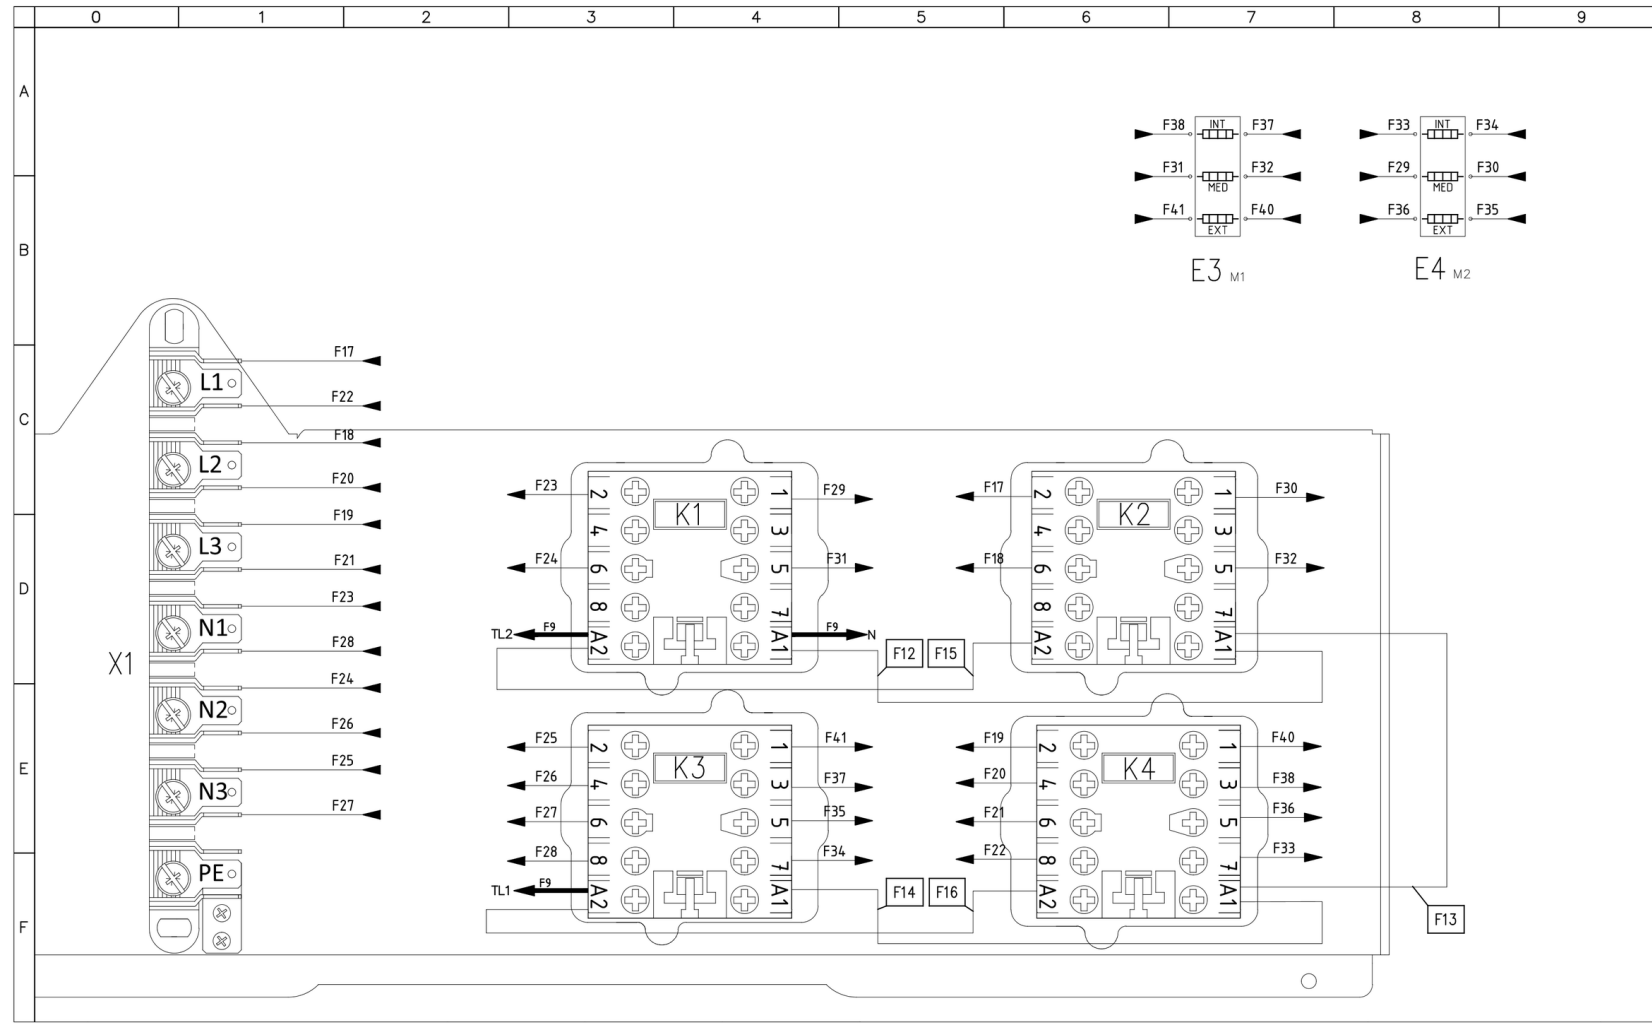 0 1 2 3 4 5 6 7 8 9
A
INT INT
F38 F37 F33 F34
F31 F32 F29 F30
MED MED
F41 F40 F36 F35
EXT EXT
B
E3 M1 E4 M2
F17
L1
F22
C
F18
L2
F20
F19
L3
F21
D
F23
N1
F28
X1
F24
N2
F26
E
F25
N3
F27
PE
F
K1
F23 2 1 F29
4 3
F24 6 5 F31
8 7
TL2 F9 A2 A1 F9 N
F12 F15
K2
F17 2 1 F30
4 3
F18 6 5 F32
8 7
A2 A1
K3
F25 2 1 F41
F26 4 3 F37
F27 6 5 F35
F28 8 7 F34
TL1 F9 A2 A1
F14 F16
K4
F19 2 1 F40
F20 4 3 F38
F21 6 5 F36
F22 8 7 F33
A2 A1
F13